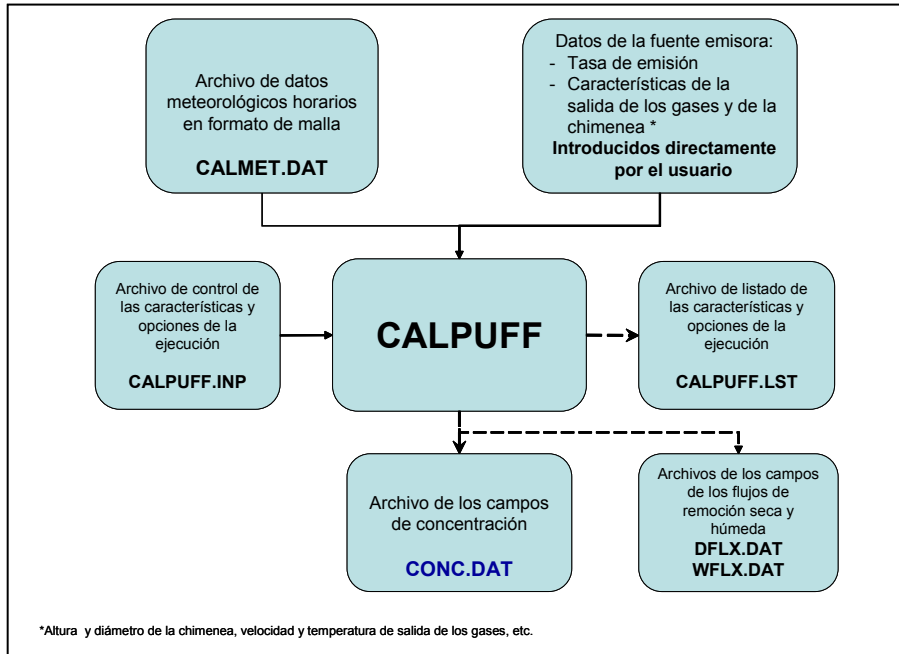 Archivo de datos
meteorológicos horarios
en formato de malla
CALMET.DAT
Datos de la fuente emisora:
- Tasa de emisión
- Características de la
salida de los gases y de la
chimenea *
Introducidos directamente
por el usuario
Archivo de control de
las características y
opciones de la
ejecución
CALPUFF.INP
CALPUFF
Archivo de listado de
las características y
opciones de la
ejecución
CALPUFF.LST
Archivo de los campos
de concentración
CONC.DAT
Archivos de los campos
de los flujos de
remoción seca y
húmeda
DFLX.DAT
WFLX.DAT
*Altura y diámetro de la chimenea, velocidad y temperatura de salida de los gases, etc.